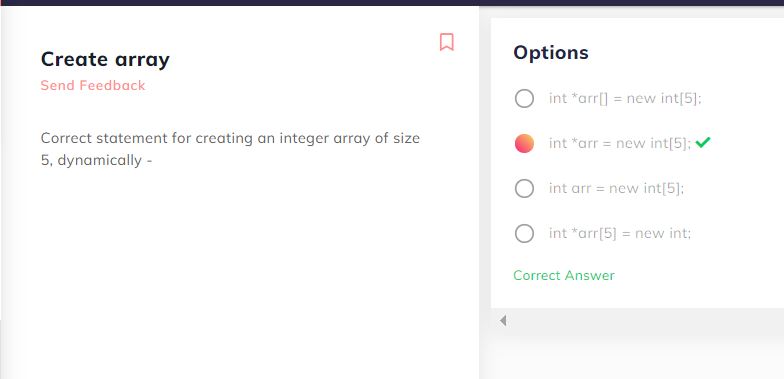 Create array
Send Feedback
Correct statement for creating an integer array of size
5, dynamically -
Options
int *arr[] = new int[5];
int *arr = new int[5];
int arr = new int[5];
int *arr[5] = new int;
Correct Answer